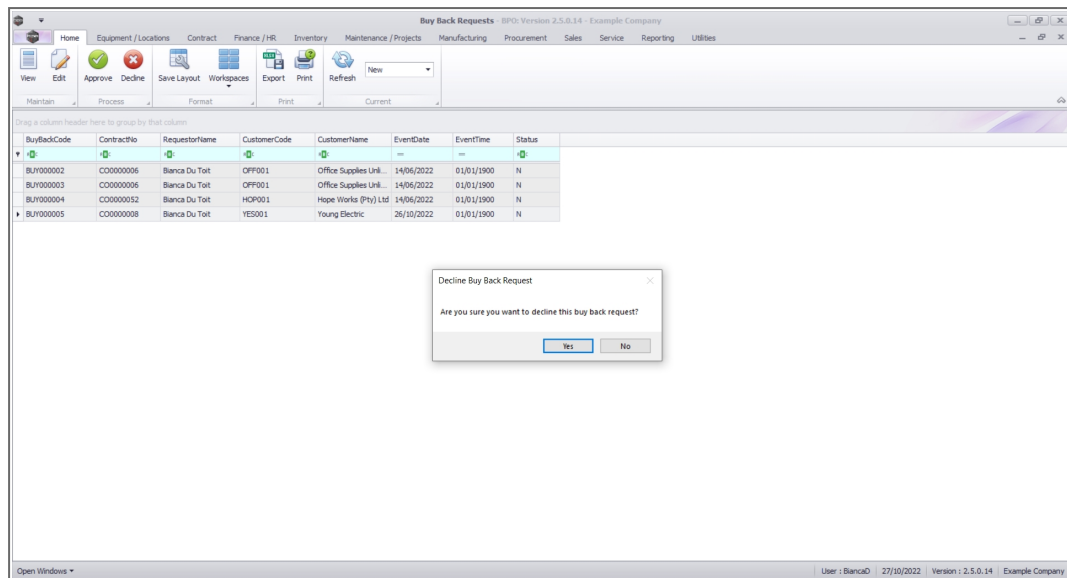 Buy Back Requests - BPO: Version 2.5.0.14 - Example Company
Home Equipment / Locations Contract Finance / HR Inventory Maintenance / Projects Manufacturing Procurement Sales Service Reporting Utilities
View Edit Approve Decline Save Layout Workspaces Export Print Refresh New
Maintain Process Format Print Current
Drag a column header here to group by that column
BuyBackCode ContractNo RequestorName CustomerCode CustomerName EventDate EventTime Status
BUY000002 CO0000006 Bianca Du Toit OFF001 Office Supplies Unli... 14/06/2022 01/01/1900 N
BUY000003 CO0000006 Bianca Du Toit OFF001 Office Supplies Unli... 14/06/2022 01/01/1900 N
BUY000004 CO0000052 Bianca Du Toit HOP001 Hope Works (Pty) Ltd 14/06/2022 01/01/1900 N
BUY000005 CO0000008 Bianca Du Toit YES001 Young Electric 26/10/2022 01/01/1900 N
Decline Buy Back Request
Are you sure you want to decline this buy back request?
Yes No
Open Windows User : BiancaD 27/10/2022 Version : 2.5.0.14 Example Company